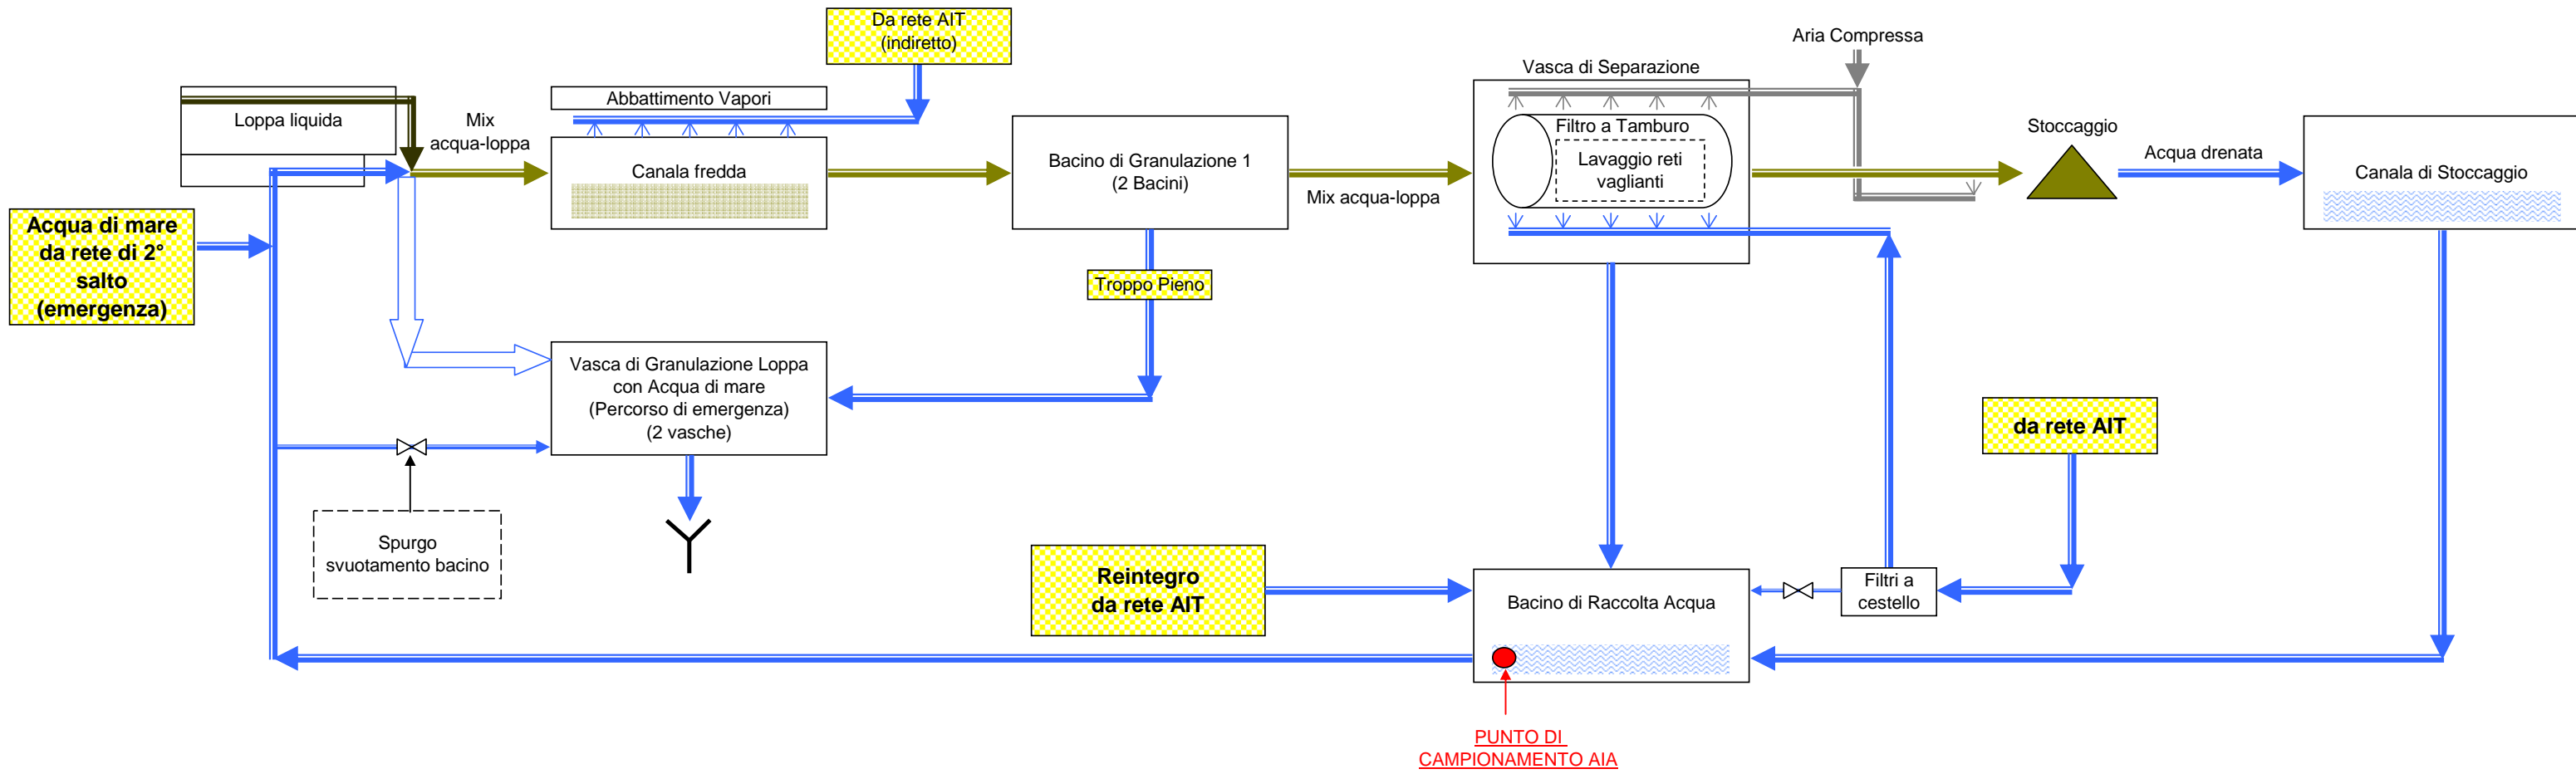 Da rete AIT
(indiretto)
Aria Compressa
Vasca di Separazione
Abbattimento Vapori
Loppa liquida
Mix
acqua-loppa
Canala fredda
Bacino di Granulazione 1
(2 Bacini)
Mix acqua-loppa
Filtro a Tamburo
Lavaggio reti
vaglianti
Stoccaggio
Acqua drenata
Canala di Stoccaggio
Acqua di mare
da rete di 2°
salto
(emergenza)
Troppo Pieno
Vasca di Granulazione Loppa
con Acqua di mare
(Percorso di emergenza)
(2 vasche)
da rete AIT
Spurgo
svuotamento bacino
Reintegro
da rete AIT
Bacino di Raccolta Acqua
Filtri a
cestello
PUNTO DI
CAMPIONAMENTO AIA